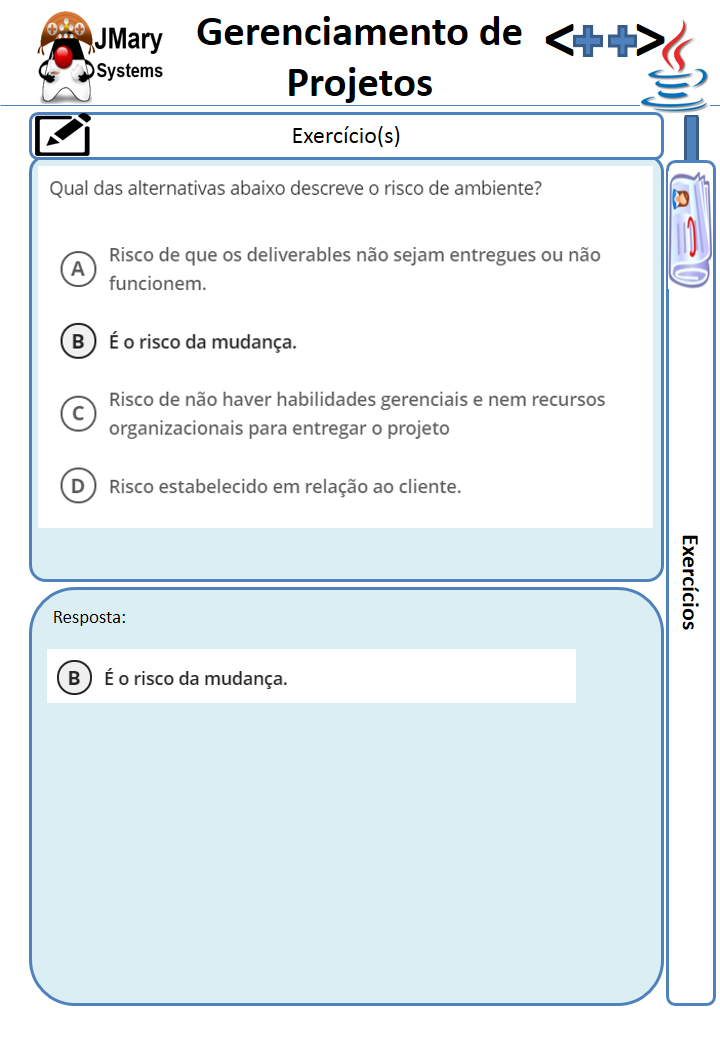 JMary
Systems
Gerenciamento de
Projetos
<++>
Exercício(s)
Qual das alternativas abaixo descreve o risco de ambiente?
A Risco de que os deliverables não sejam entregues ou não
funcionem.
B É o risco da mudança.
C Risco de não haver habilidades gerenciais e nem recursos
organizacionais para entregar o projeto
D Risco estabelecido em relação ao cliente.
Exercícios
Resposta:
B É o risco da mudança.